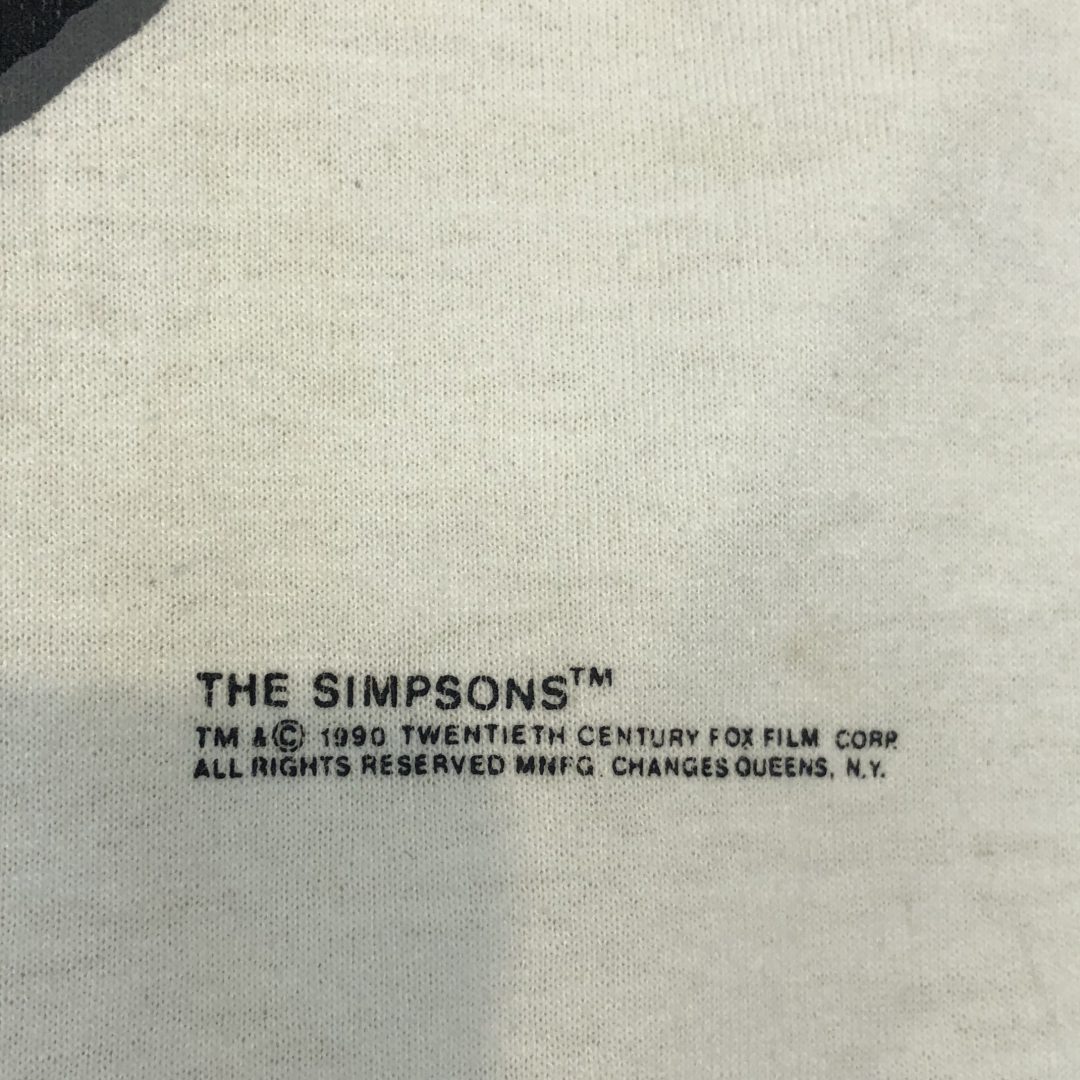 THE SIMPSONS™
TM & © 1990 TWENTIETH CENTURY FOX FILM CORP.
ALL RIGHTS RESERVED MNFG. CHANGES QUEENS, N.Y.